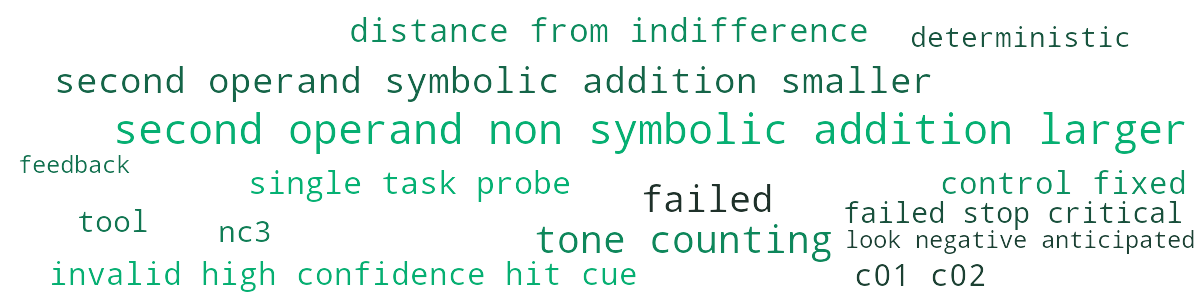 distance from indifference
deterministic
second operand symbolic addition smaller
second operand non symbolic addition larger
feedback
single task probe
control fixed
failed
failed stop critical
tool
nc3
tone counting
look negative anticipated
invalid high confidence hit cue
c01 c02